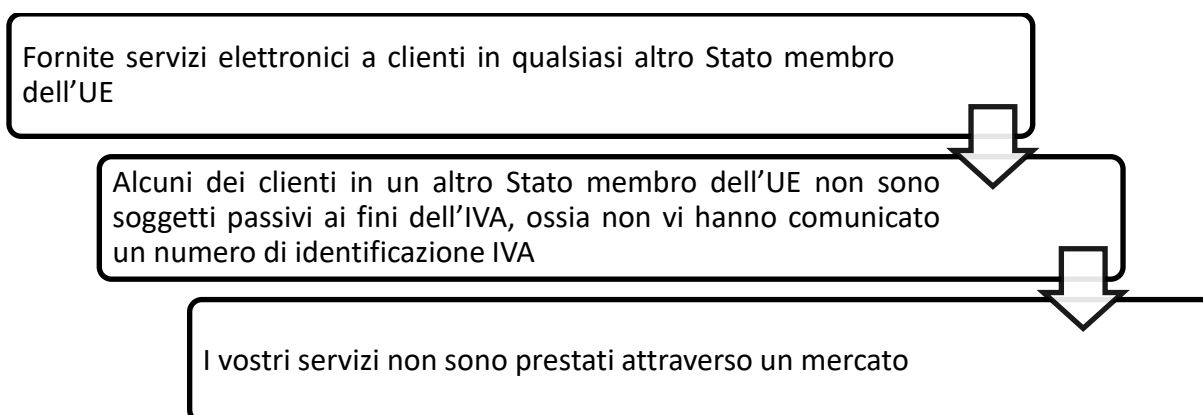 Fornite servizi elettronici a clienti in qualsiasi altro Stato membro
dell’UE
Alcuni dei clienti in un altro Stato membro dell’UE non sono
soggetti passivi ai fini dell’IVA, ossia non vi hanno comunicato
un numero di identificazione IVA
I vostri servizi non sono prestati attraverso un mercato